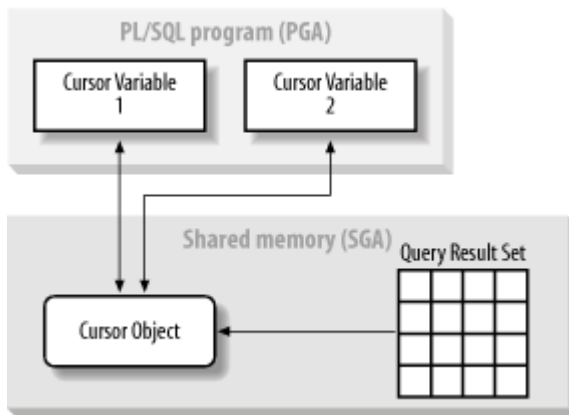 PL/SQL program (PGA)
Cursor Variable
1
Cursor Variable
2
Shared memory (SGA)
Query Result Set
Cursor Object